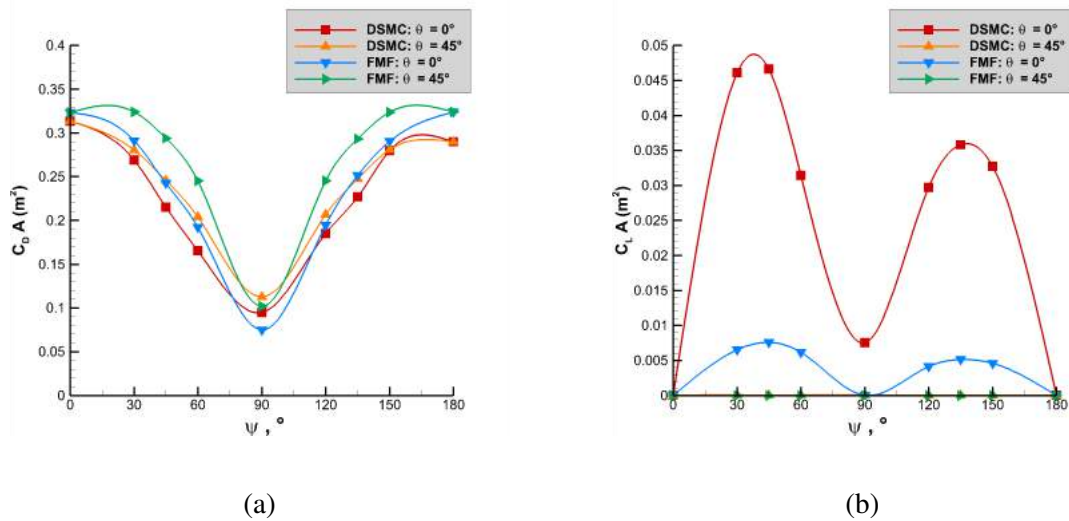 DSMC: θ = 0°
DSMC: θ = 45°
FMF: θ = 0°
FMF: θ = 45°
0.4
0.35
0.3
0.25
0.2
0.15
0.1
0.05
0
C_D A (m²)
0 30 60 90 120 150 180
ψ , °
(a)
DSMC: θ = 0°
DSMC: θ = 45°
FMF: θ = 0°
FMF: θ = 45°
0.05
0.045
0.04
0.035
0.03
0.025
0.02
0.015
0.01
0.005
0
C_L A (m²)
0 30 60 90 120 150 180
ψ , °
(b)